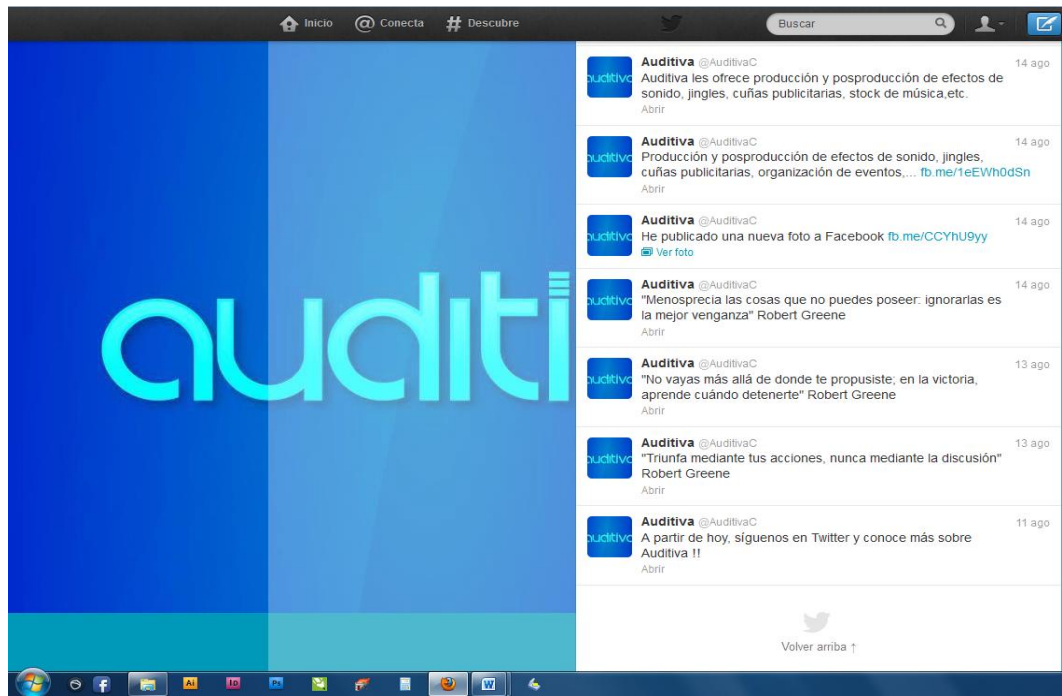 Inicio
Conecta
Descubre
Buscar
auditi
Auditiva @AuditivaC 14 ago
Auditiva les ofrece producción y posproducción de efectos de
sonido, jingles, cuñas publicitarias, stock de música,etc.
Abrir
Auditiva @AuditivaC 14 ago
Producción y posproducción de efectos de sonido, jingles,
cuñas publicitarias, organización de eventos,... fb.me/1eEWh0dSn
Abrir
Auditiva @AuditivaC 14 ago
He publicado una nueva foto a Facebook fb.me/CCYhU9yy
Ver foto
Auditiva @AuditivaC 14 ago
"Menosprecia las cosas que no puedes poseer: ignorarlas es
la mejor venganza" Robert Greene
Abrir
Auditiva @AuditivaC 13 ago
"No vayas más allá de donde te propusiste; en la victoria,
aprende cuándo detenerte" Robert Greene
Abrir
Auditiva @AuditivaC 13 ago
"Triunfa mediante tus acciones, nunca mediante la discusión"
Robert Greene
Abrir
Auditiva @AuditivaC 11 ago
A partir de hoy, síguenos en Twitter y conoce más sobre
Auditiva !!
Abrir
Volver arriba ↑
Ai
ID
Ps
W